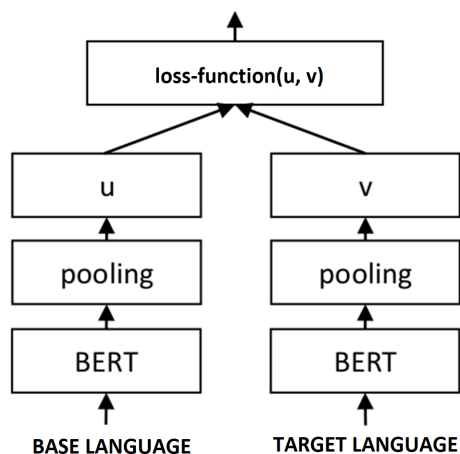 loss-function(u, v)
u
v
pooling
pooling
BERT
BERT
BASE LANGUAGE
TARGET LANGUAGE